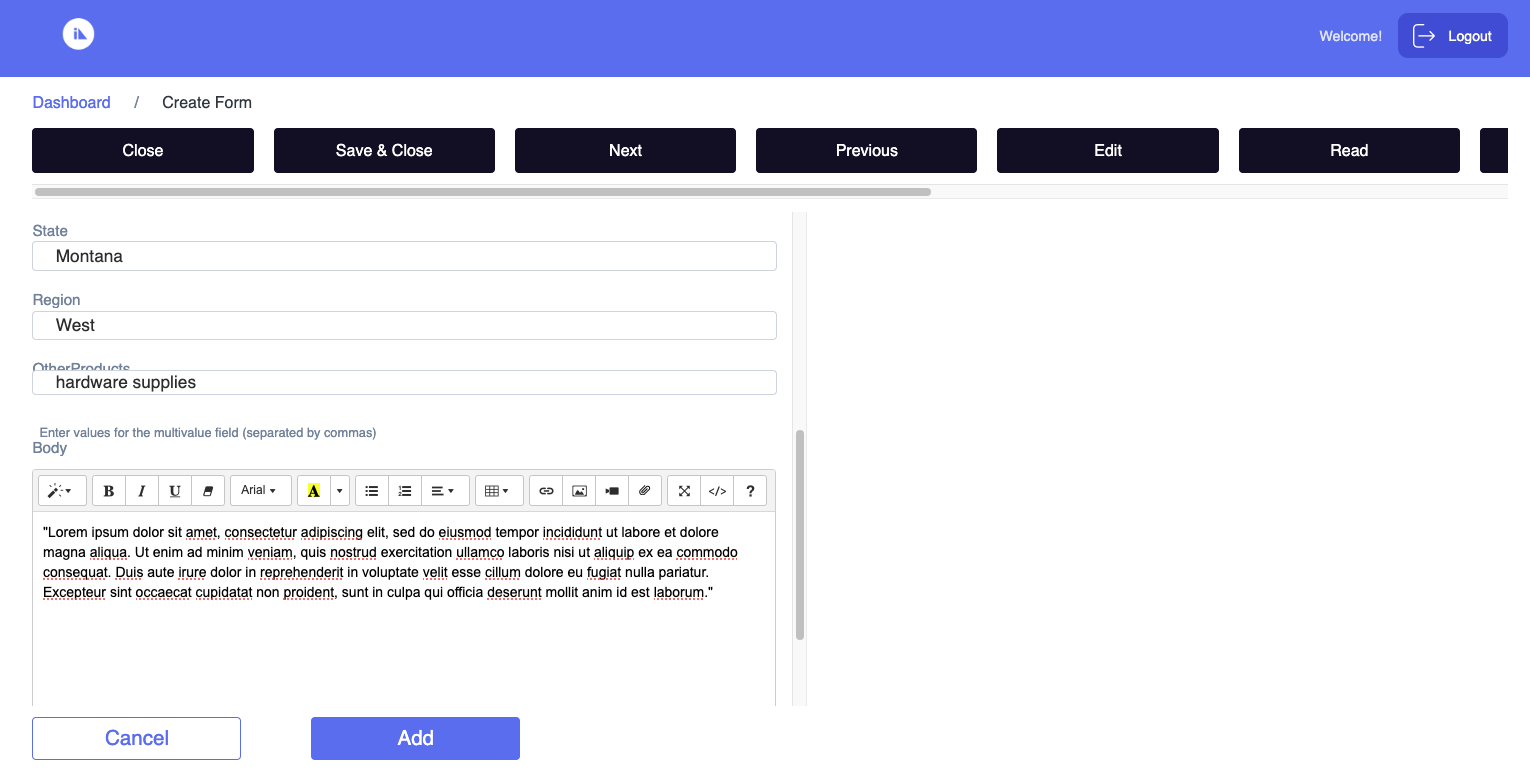 Welcome!
Logout
Dashboard / Create Form
Close
Save & Close
Next
Previous
Edit
Read
State
Montana
Region
West
OtherProducts
hardware supplies
Enter values for the multivalue field (separated by commas)
Body
B I U Arial A </> ?
"Lorem ipsum dolor sit amet, consectetur adipiscing elit, sed do eiusmod tempor incididunt ut labore et dolore
magna aliqua. Ut enim ad minim veniam, quis nostrud exercitation ullamco laboris nisi ut aliquip ex ea commodo
consequat. Duis aute irure dolor in reprehenderit in voluptate velit esse cillum dolore eu fugiat nulla pariatur.
Excepteur sint occaecat cupidatat non proident, sunt in culpa qui officia deserunt mollit anim id est laborum."
Cancel
Add